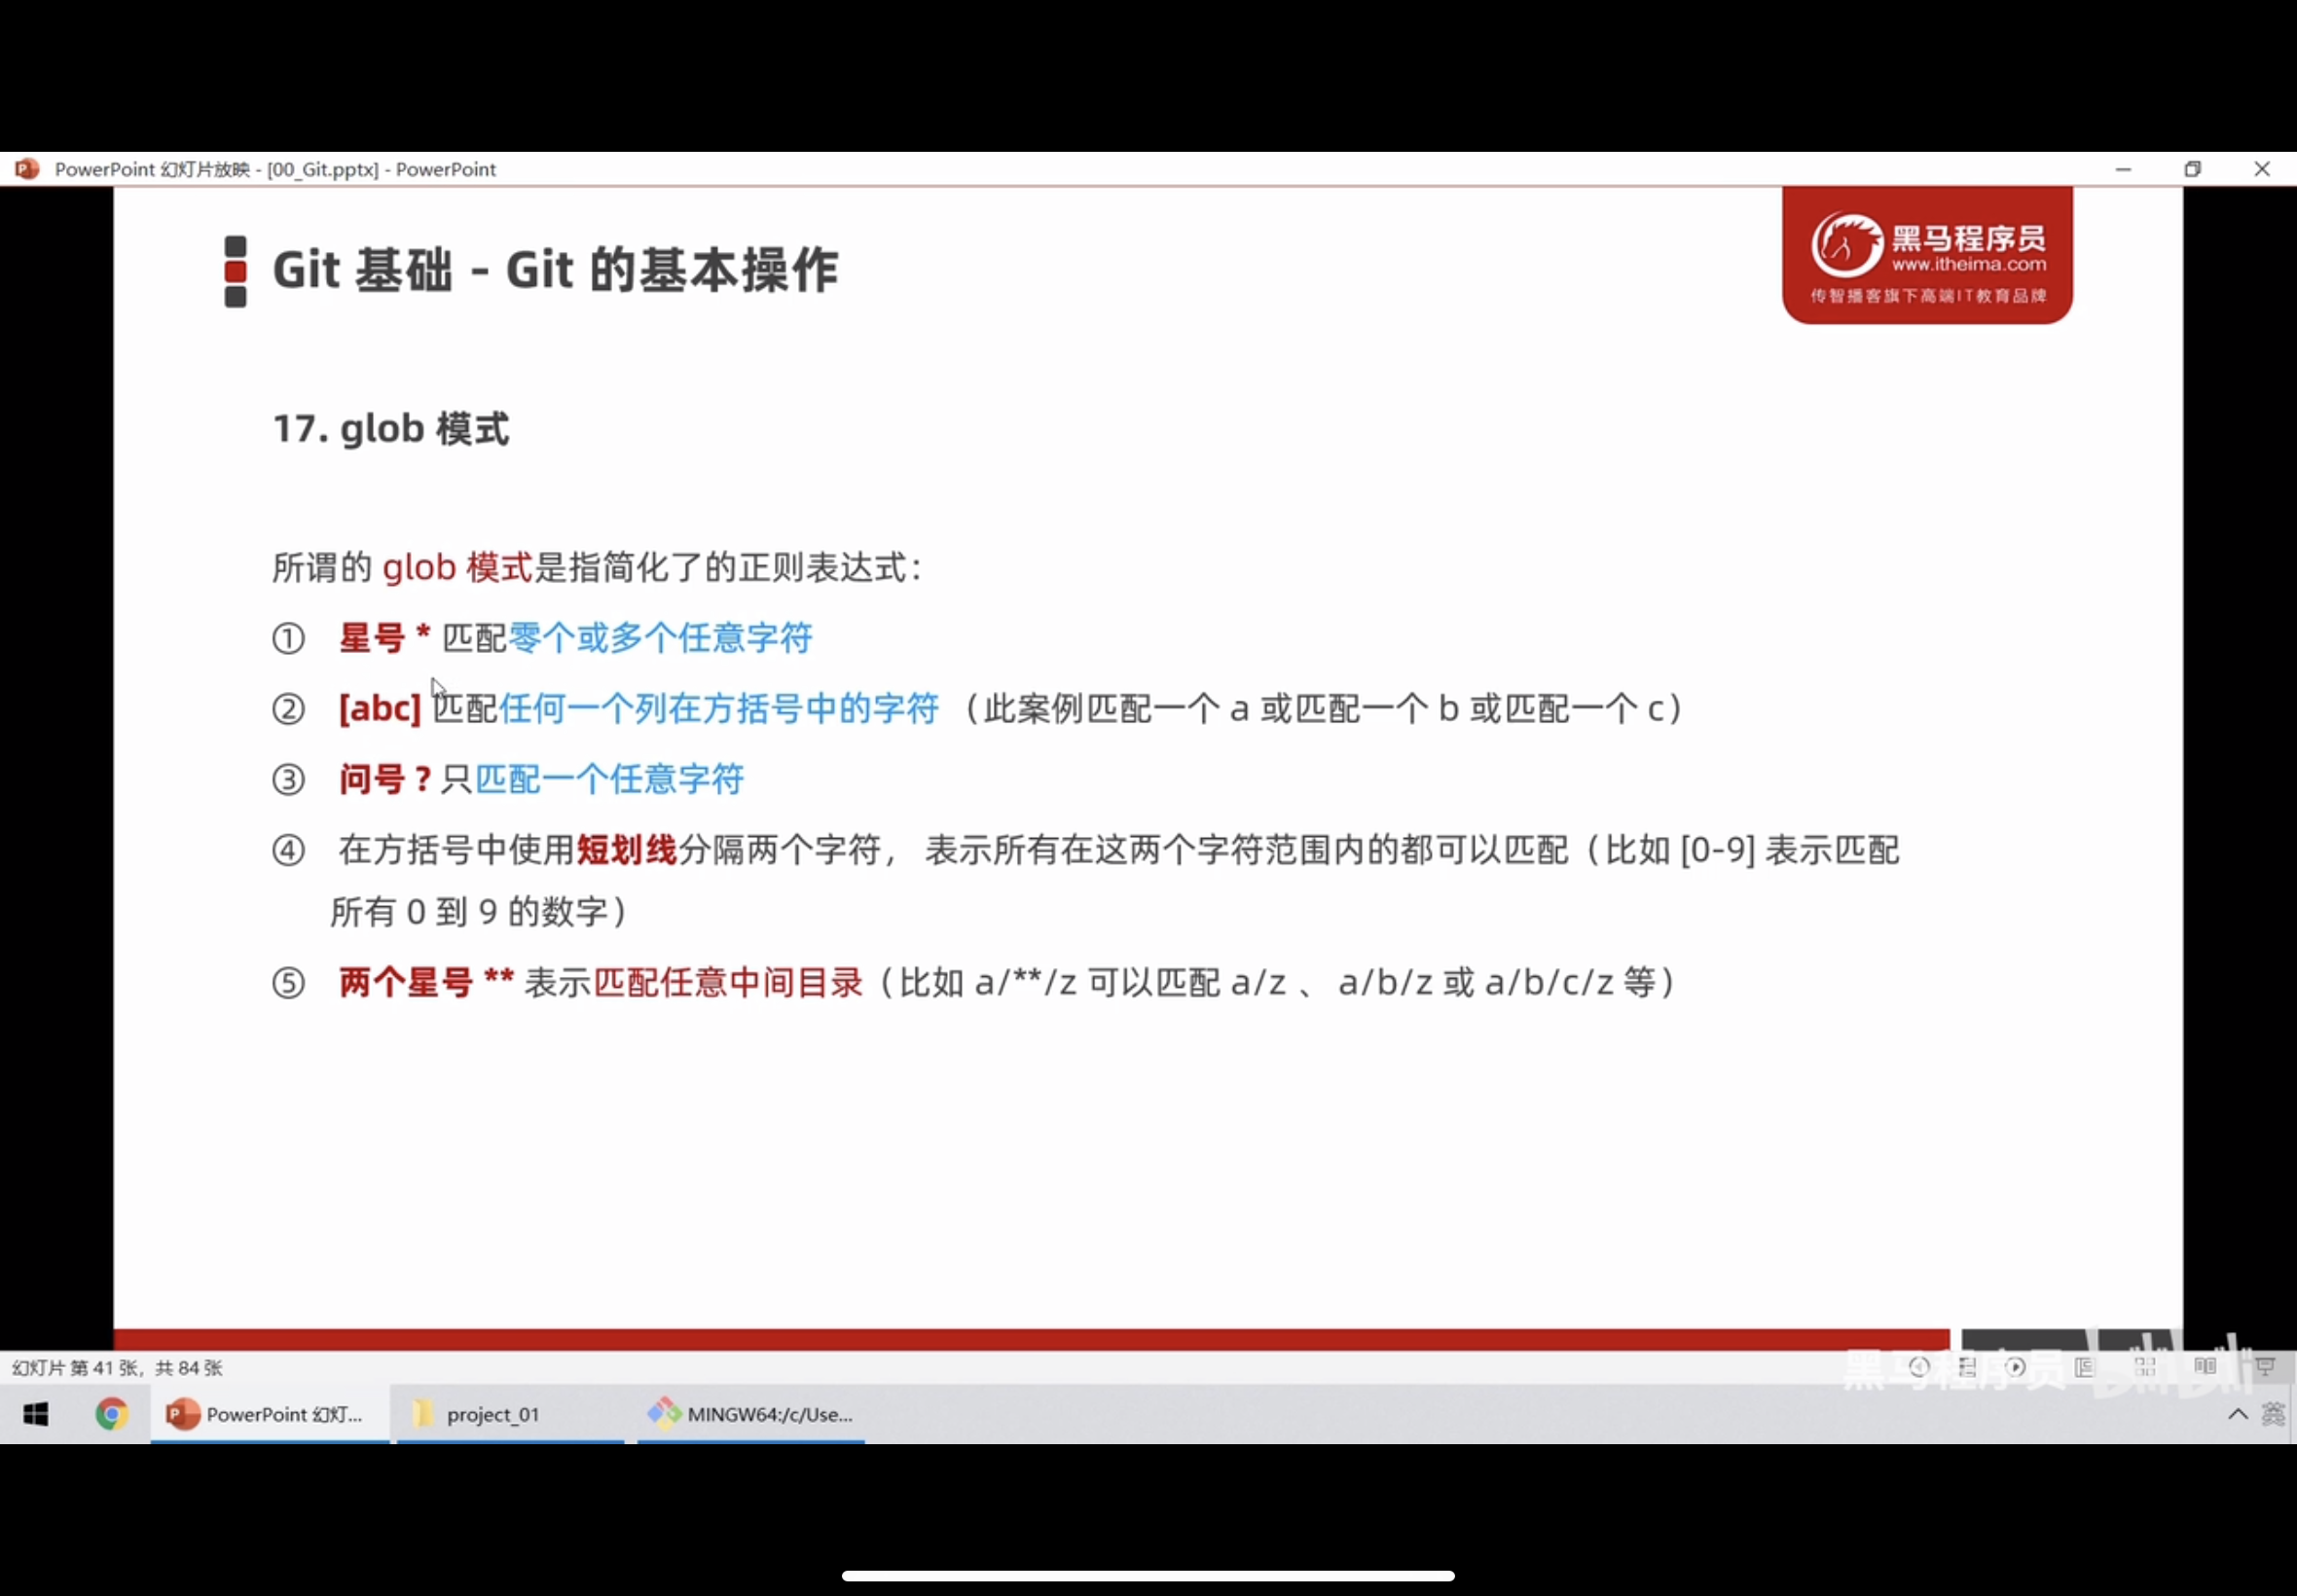 PowerPoint 幻灯片放映 - [00_Git.pptx] - PowerPoint
Git 基础 - Git 的基本操作
黑马程序员
www.itheima.com
传智播客旗下高端IT教育品牌
17. glob 模式
所谓的 glob 模式是指简化了的正则表达式：
① 星号 * 匹配零个或多个任意字符
② [abc] 匹配任何一个列在方括号中的字符 （此案例匹配一个 a 或匹配一个 b 或匹配一个 c）
③ 问号 ? 只匹配一个任意字符
④ 在方括号中使用短划线分隔两个字符， 表示所有在这两个字符范围内的都可以匹配（比如 [0-9] 表示匹配
所有 0 到 9 的数字）
⑤ 两个星号 ** 表示匹配任意中间目录（比如 a/**/z 可以匹配 a/z 、 a/b/z 或 a/b/c/z 等）
幻灯片 第 41 张，共 84 张
黑马程序员 bilibili
PowerPoint 幻灯...
project_01
MINGW64:/c/Use...
英